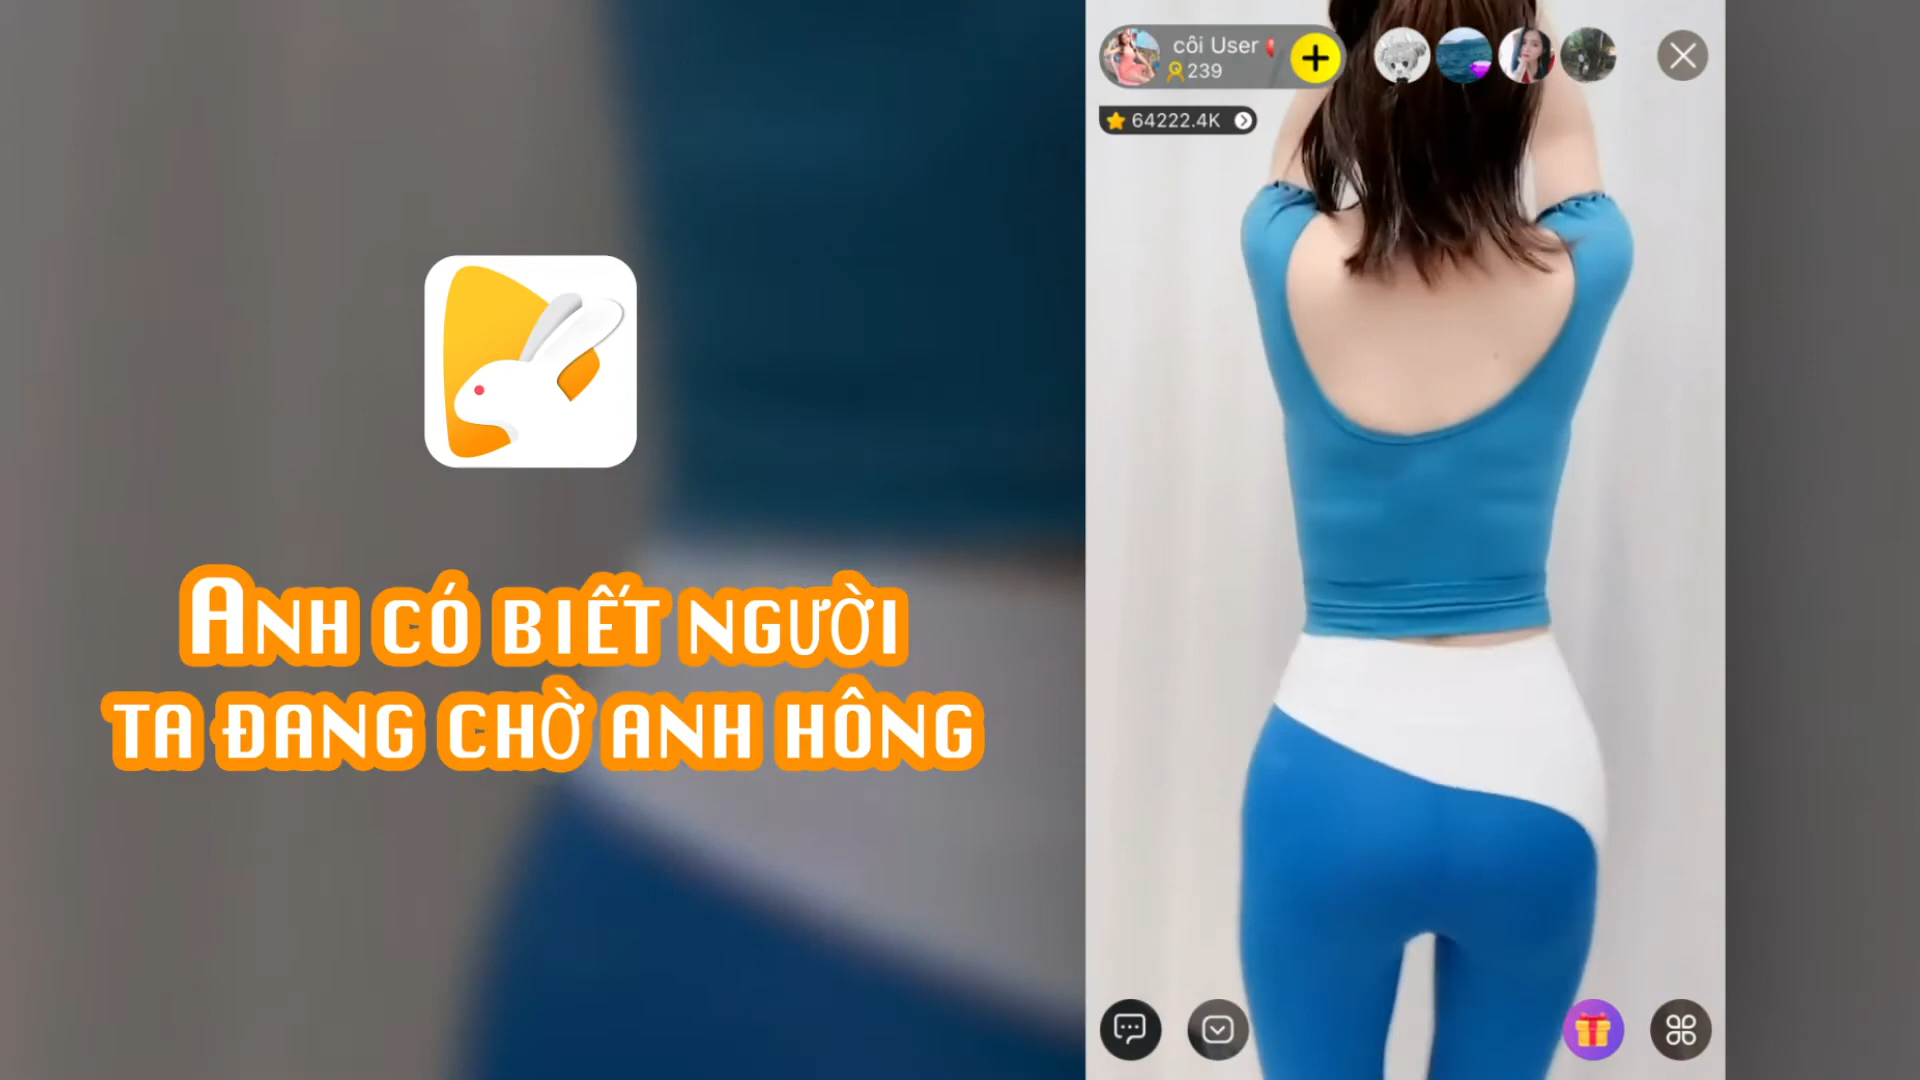 Anh có biết người
ta đang chờ anh hông
côi User
239
64222.4K